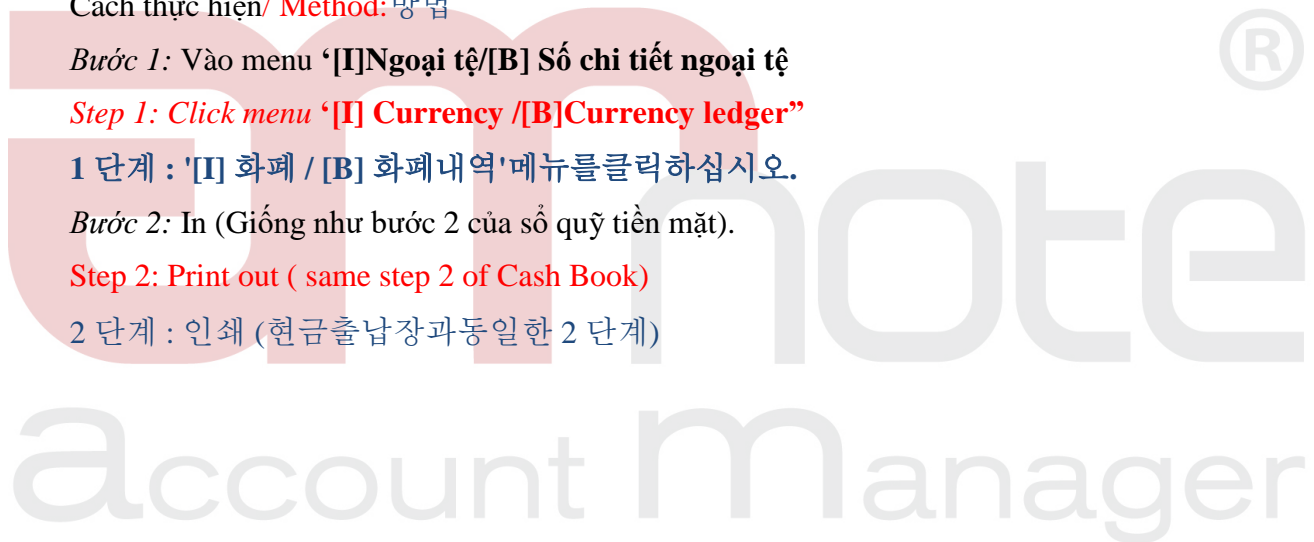 Cách thực hiện/ Method:방법
Bước 1: Vào menu ‘[I]Ngoại tệ/[B] Số chi tiết ngoại tệ
Step 1: Click menu ‘[I] Currency /[B]Currency ledger”
1 단계 : '[I] 화폐 / [B] 화폐내역'메뉴를클릭하십시오.
Bước 2: In (Giống như bước 2 của sổ quỹ tiền mặt).
Step 2: Print out ( same step 2 of Cash Book)
2 단계 : 인쇄 (현금출납장과동일한 2 단계)
amnote ®
account manager